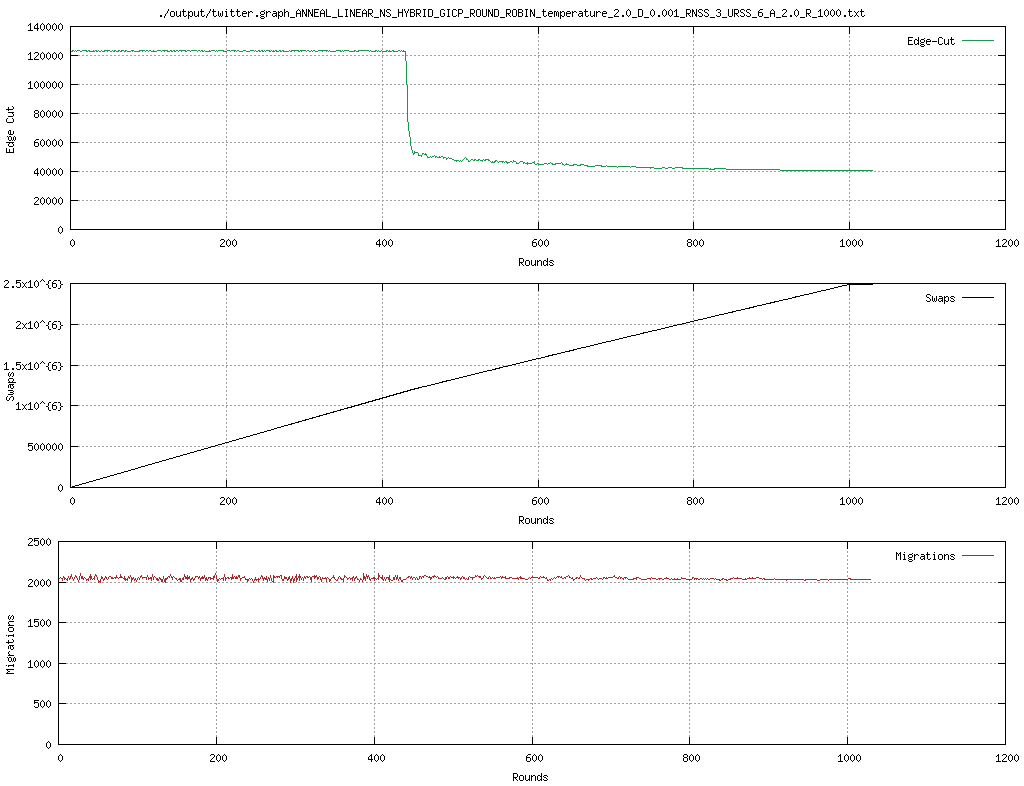 ./output/twitter.graph_ANNEAL_LINEAR_NS_HYBRID_GICP_ROUND_ROBIN_temperature_2.0_D_0.001_RNSS_3_URSS_6_A_2.0_R_1000.txt
140000
120000
100000
80000
60000
40000
20000
0
Edge Cut
Edge-Cut
0 200 400 600 800 1000 1200
Rounds
2.5x10^{6}
2x10^{6}
1.5x10^{6}
1x10^{6}
500000
0
Swaps
Swaps
0 200 400 600 800 1000 1200
Rounds
2500
2000
1500
1000
500
0
Migrations
Migrations
0 200 400 600 800 1000 1200
Rounds